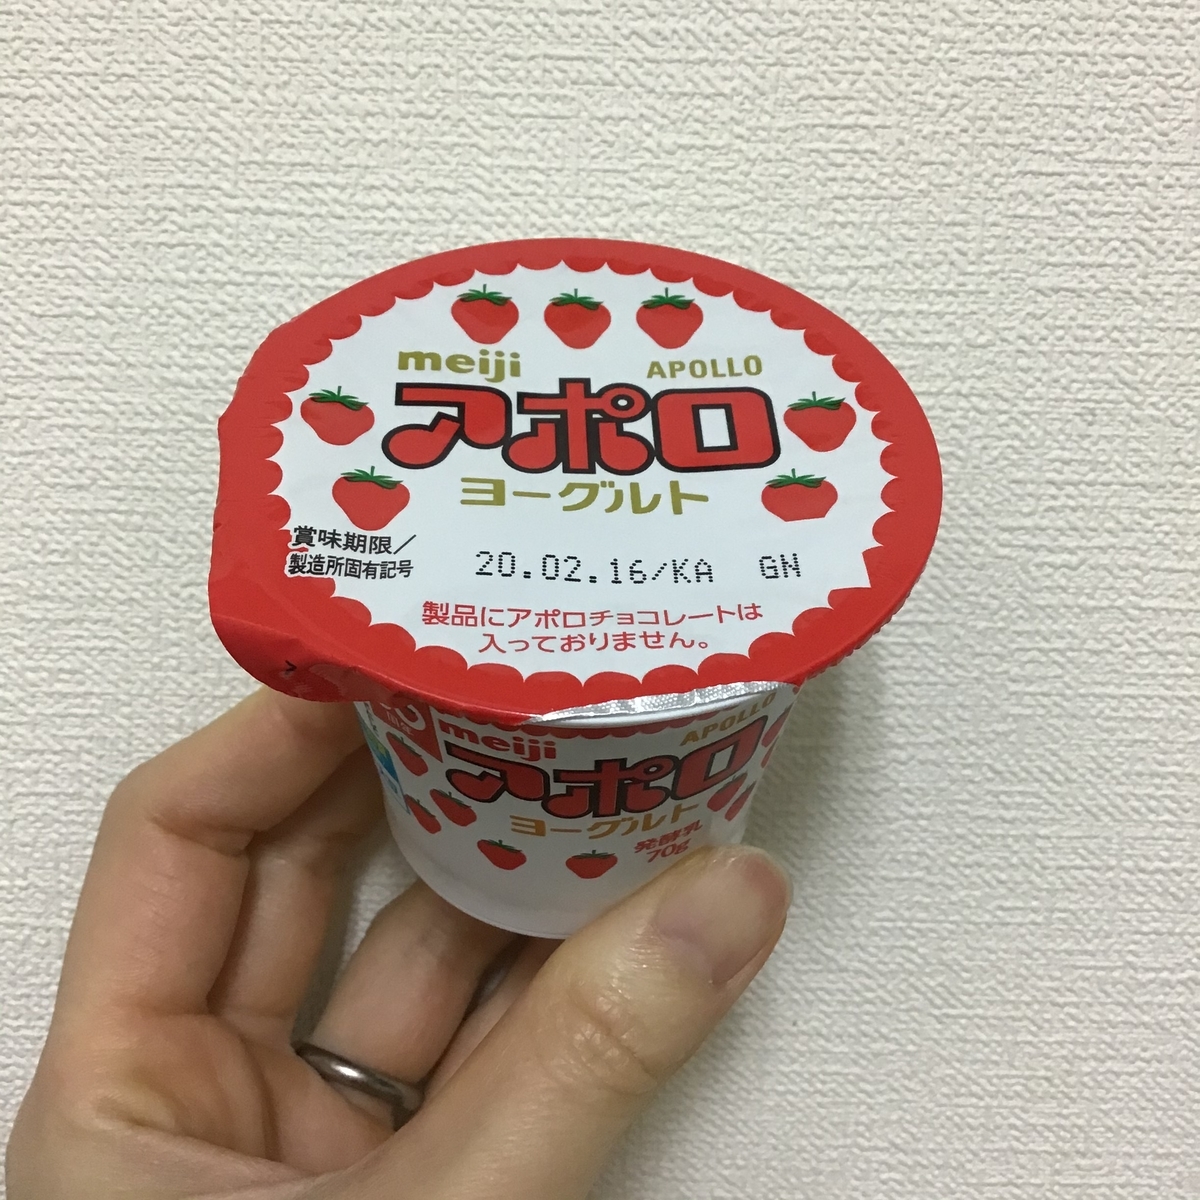 meiji APOLLO
アポロ
ヨーグルト
賞味期限／
製造所固有記号
20.02.16/KA GN
製品にアポロチョコレートは
入っておりません。
meiji APOLLO
アポロ
ヨーグルト
発酵乳
70g